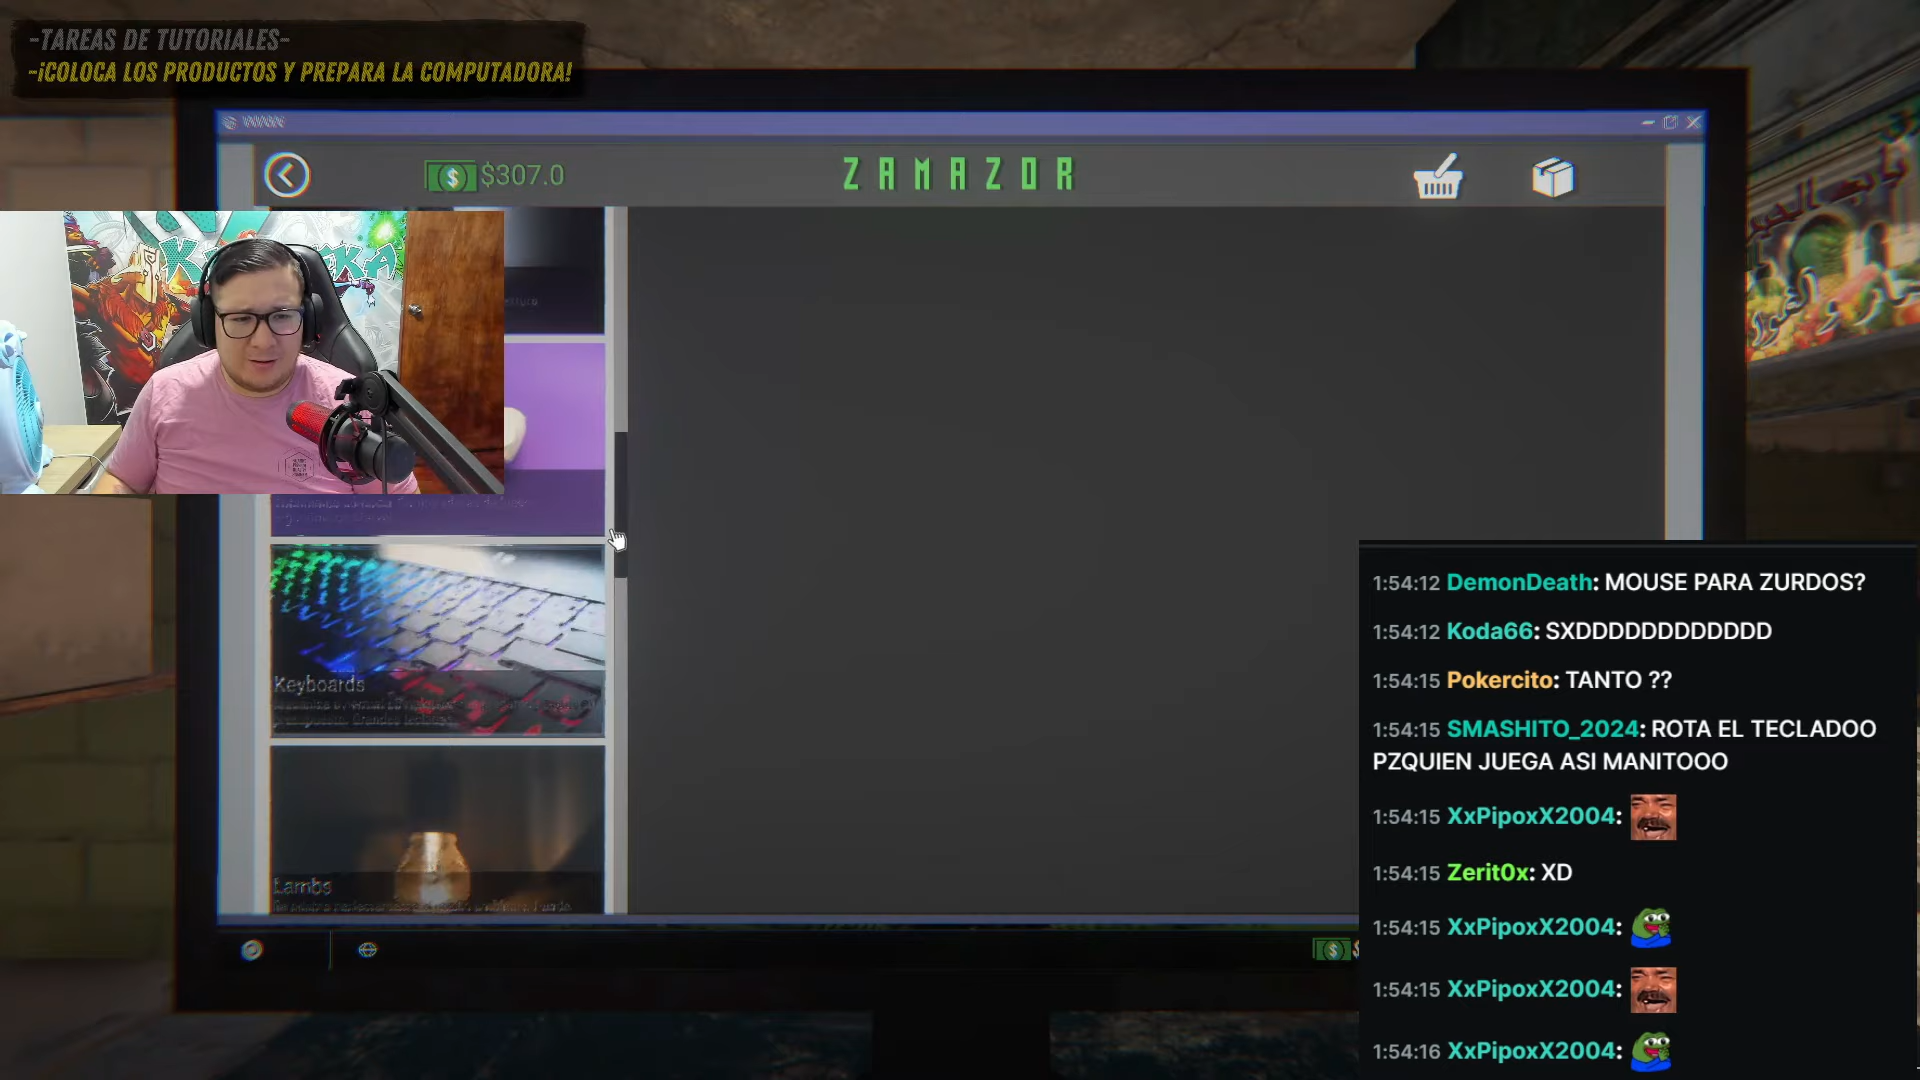 -TAREAS DE TUTORIALES-
-¡COLOCA LOS PRODUCTOS Y PREPARA LA COMPUTADORA!
WWW
$307.0
ZAMAZOR
Keyboards
Lambs
1:54:12 DemonDeath: MOUSE PARA ZURDOS?
1:54:12 Koda66: SXDDDDDDDDDDDD
1:54:15 Pokercito: TANTO ??
1:54:15 SMASHITO_2024: ROTA EL TECLADOO
PZQUIEN JUEGA ASI MANITOOO
1:54:15 XxPipoxX2004:
1:54:15 Zerit0x: XD
1:54:15 XxPipoxX2004:
1:54:15 XxPipoxX2004:
1:54:16 XxPipoxX2004: